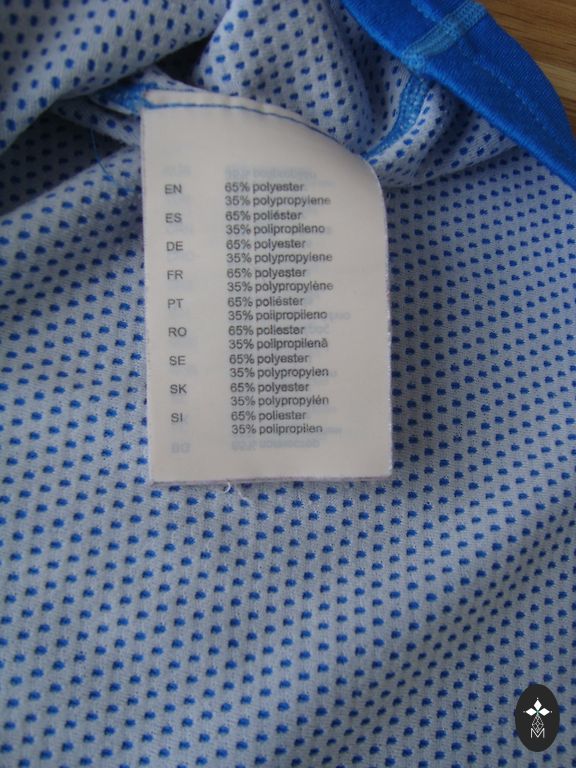 EN 65% polyester
35% polypropylene
ES 65% poliéster
35% polipropileno
DE 65% polyester
35% polypropylene
FR 65% polyester
35% polypropylène
PT 65% poliéster
35% polipropileno
RO 65% poliester
35% polipropilenă
SE 65% polyester
35% polypropylen
SK 65% polyester
35% polypropylén
SI 65% poliester
35% polipropilen
M